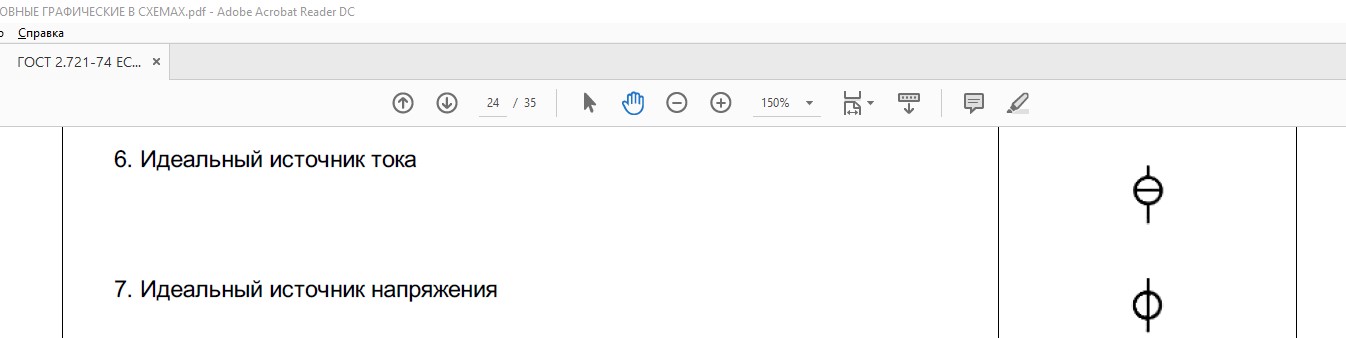 ОВНЫЕ ГРАФИЧЕСКИЕ В СХЕМАХ.pdf - Adobe Acrobat Reader DC
о Справка
ГОСТ 2.721-74 ЕС... ×
24 / 35 150%
6. Идеальный источник тока
7. Идеальный источник напряжения